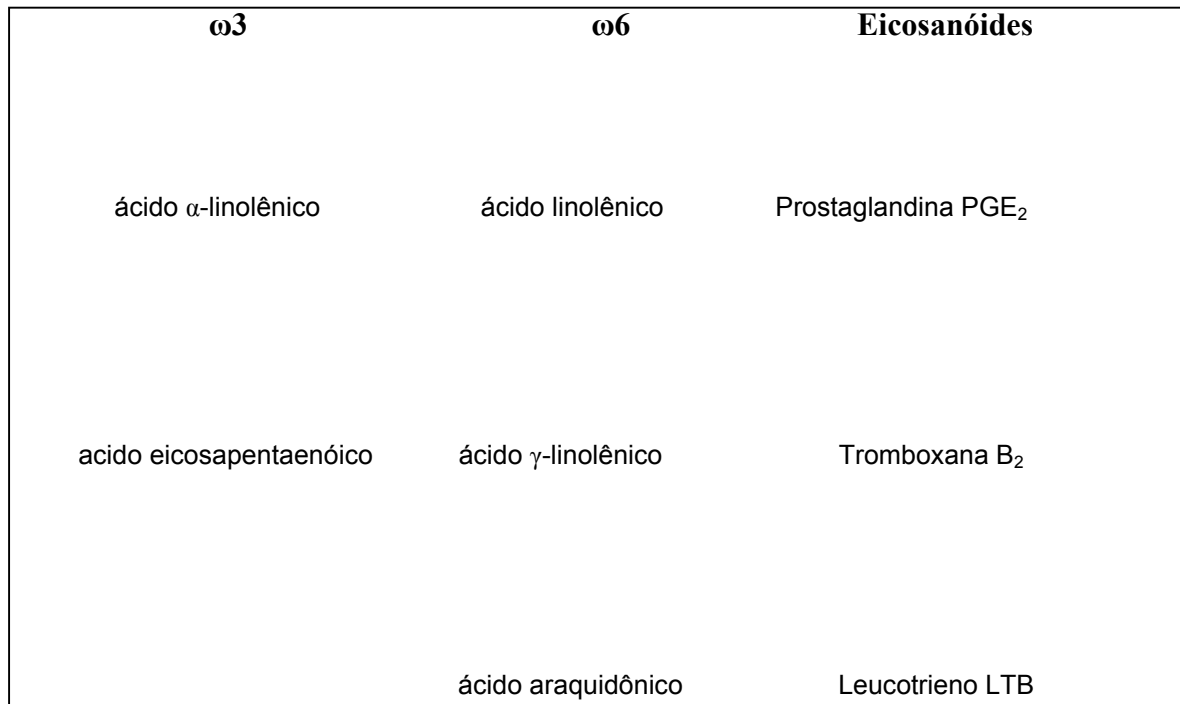 ω3 ω6 Eicosanóides
ácido α-linolênico ácido linolênico Prostaglandina PGE₂
acido eicosapentaenóico ácido γ-linolênico Tromboxana B₂
ácido araquidônico Leucotrieno LTB